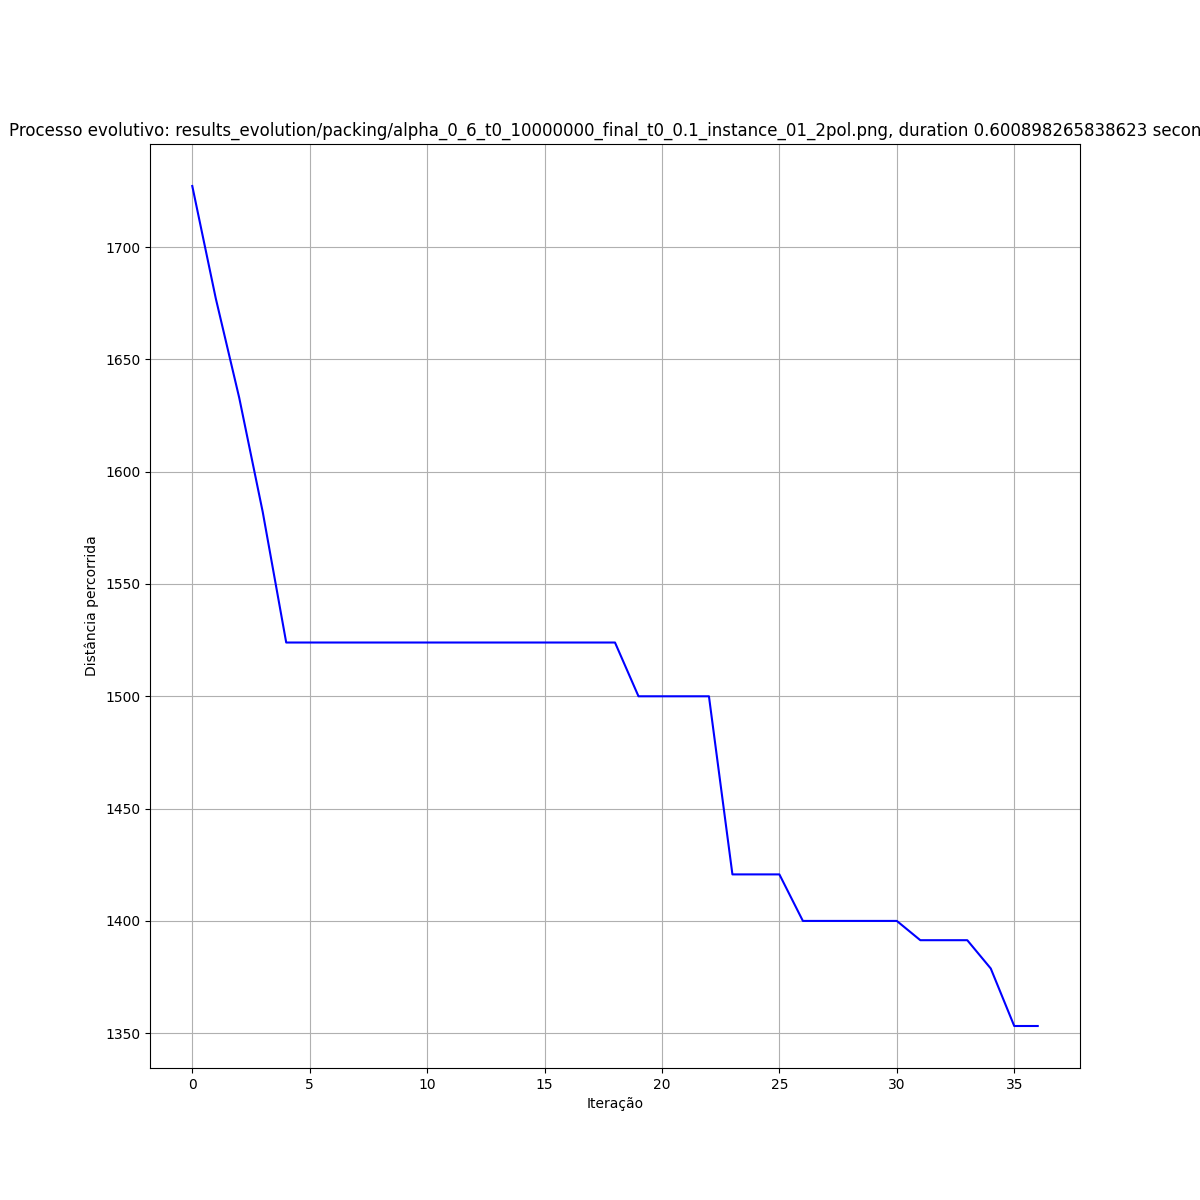 Processo evolutivo: results_evolution/packing/alpha_0_6_t0_10000000_final_t0_0.1_instance_01_2pol.png, duration 0.600898265838623 secon
1700
1650
1600
1550
1500
1450
1400
1350
Distância percorrida
0 5 10 15 20 25 30 35
Iteração